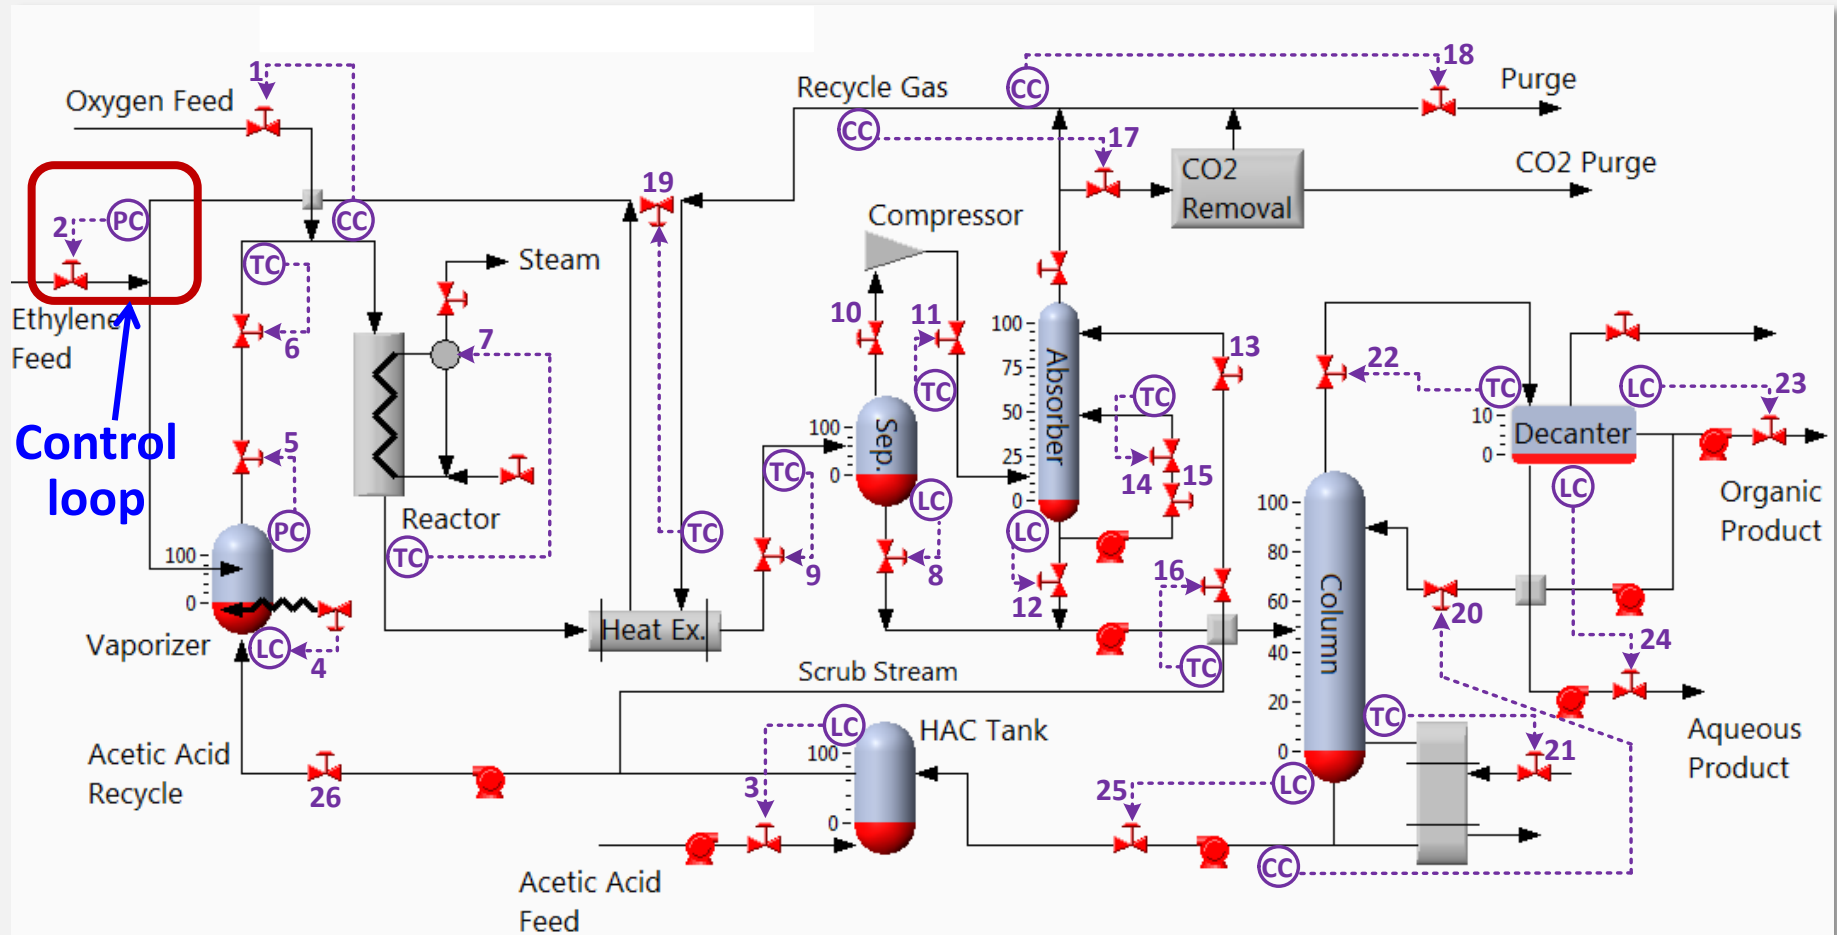 1
18
Recycle Gas
CC
Purge
Oxygen Feed
CC
17
CO2 Purge
CO2
Removal
19
2
PC
CC
Compressor
TC
Steam
6
Ethylene
Feed
10
11
100
75
50
25
0
Absorber
13
7
22
TC
LC
23
TC
TC
10
0
Decanter
Control
loop
5
100
0
Sep.
TC
14
15
LC
LC
Organic
Product
100
80
60
40
20
0
Column
Reactor
PC
TC
TC
LC
100
0
9
8
12
16
20
Heat Ex.
Vaporizer
LC
4
TC
24
Scrub Stream
LC
HAC Tank
100
0
TC
21
Aqueous
Product
Acetic Acid
Recycle
26
3
25
LC
CC
Acetic Acid
Feed